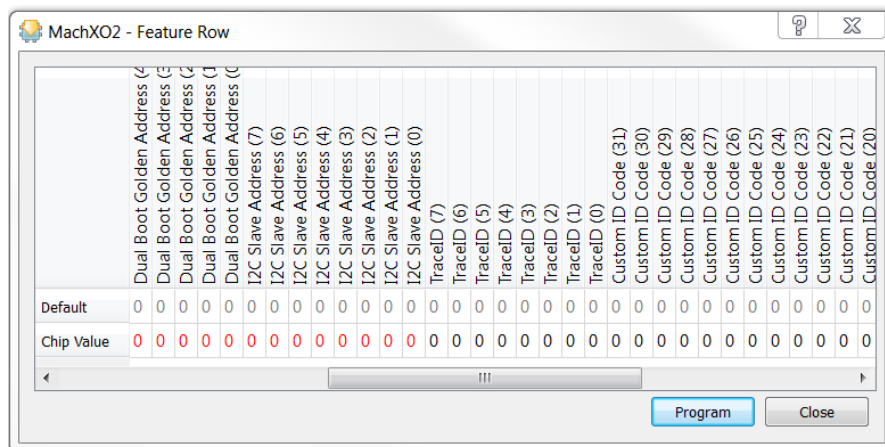 MachXO2 - Feature Row
Dual Boot Golden Address (4
Dual Boot Golden Address (3
Dual Boot Golden Address (2
Dual Boot Golden Address (1
Dual Boot Golden Address (0
I2C Slave Address (7)
I2C Slave Address (6)
I2C Slave Address (5)
I2C Slave Address (4)
I2C Slave Address (3)
I2C Slave Address (2)
I2C Slave Address (1)
I2C Slave Address (0)
TraceID (7)
TraceID (6)
TraceID (5)
TraceID (4)
TraceID (3)
TraceID (2)
TraceID (1)
TraceID (0)
Custom ID Code (31)
Custom ID Code (30)
Custom ID Code (29)
Custom ID Code (28)
Custom ID Code (27)
Custom ID Code (26)
Custom ID Code (25)
Custom ID Code (24)
Custom ID Code (23)
Custom ID Code (22)
Custom ID Code (21)
Custom ID Code (20)
Default 0 0 0 0 0 0 0 0 0 0 0 0 0 0 0 0 0 0 0 0 0 0 0 0 0 0 0 0 0 0 0 0 0
Chip Value 0 0 0 0 0 0 0 0 0 0 0 0 0 0 0 0 0 0 0 0 0 0 0 0 0 0 0 0 0 0 0 0 0
Program Close